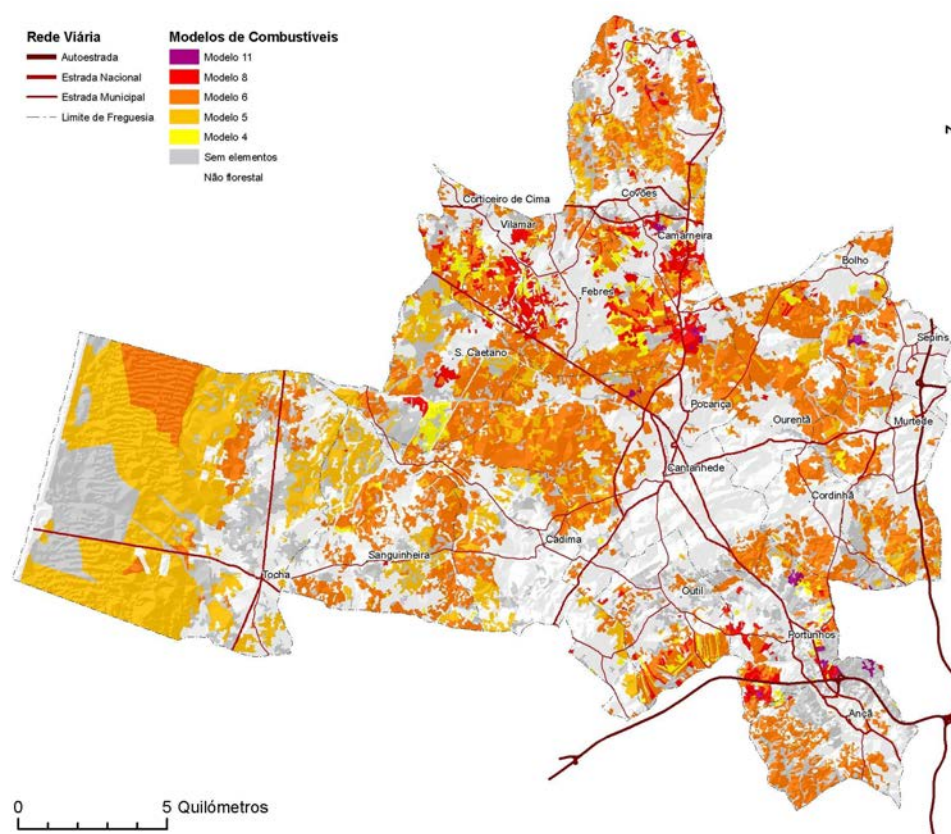 Rede Viária
Autoestrada
Estrada Nacional
Estrada Municipal
Limite de Freguesia
Modelos de Combustíveis
Modelo 11
Modelo 8
Modelo 6
Modelo 5
Modelo 4
Sem elementos
Não florestal
Z
Corticeiro de Cima
Covões
Vilamar
Camarneira
Bolho
Febres
Sepins
S. Caetano
Pocariça
Ourentã
Murtede
Cantanhede
Cordinhã
Cadima
Sanguinheira
Tocha
Outil
Portunhos
Ançã
0 5 Quilómetros